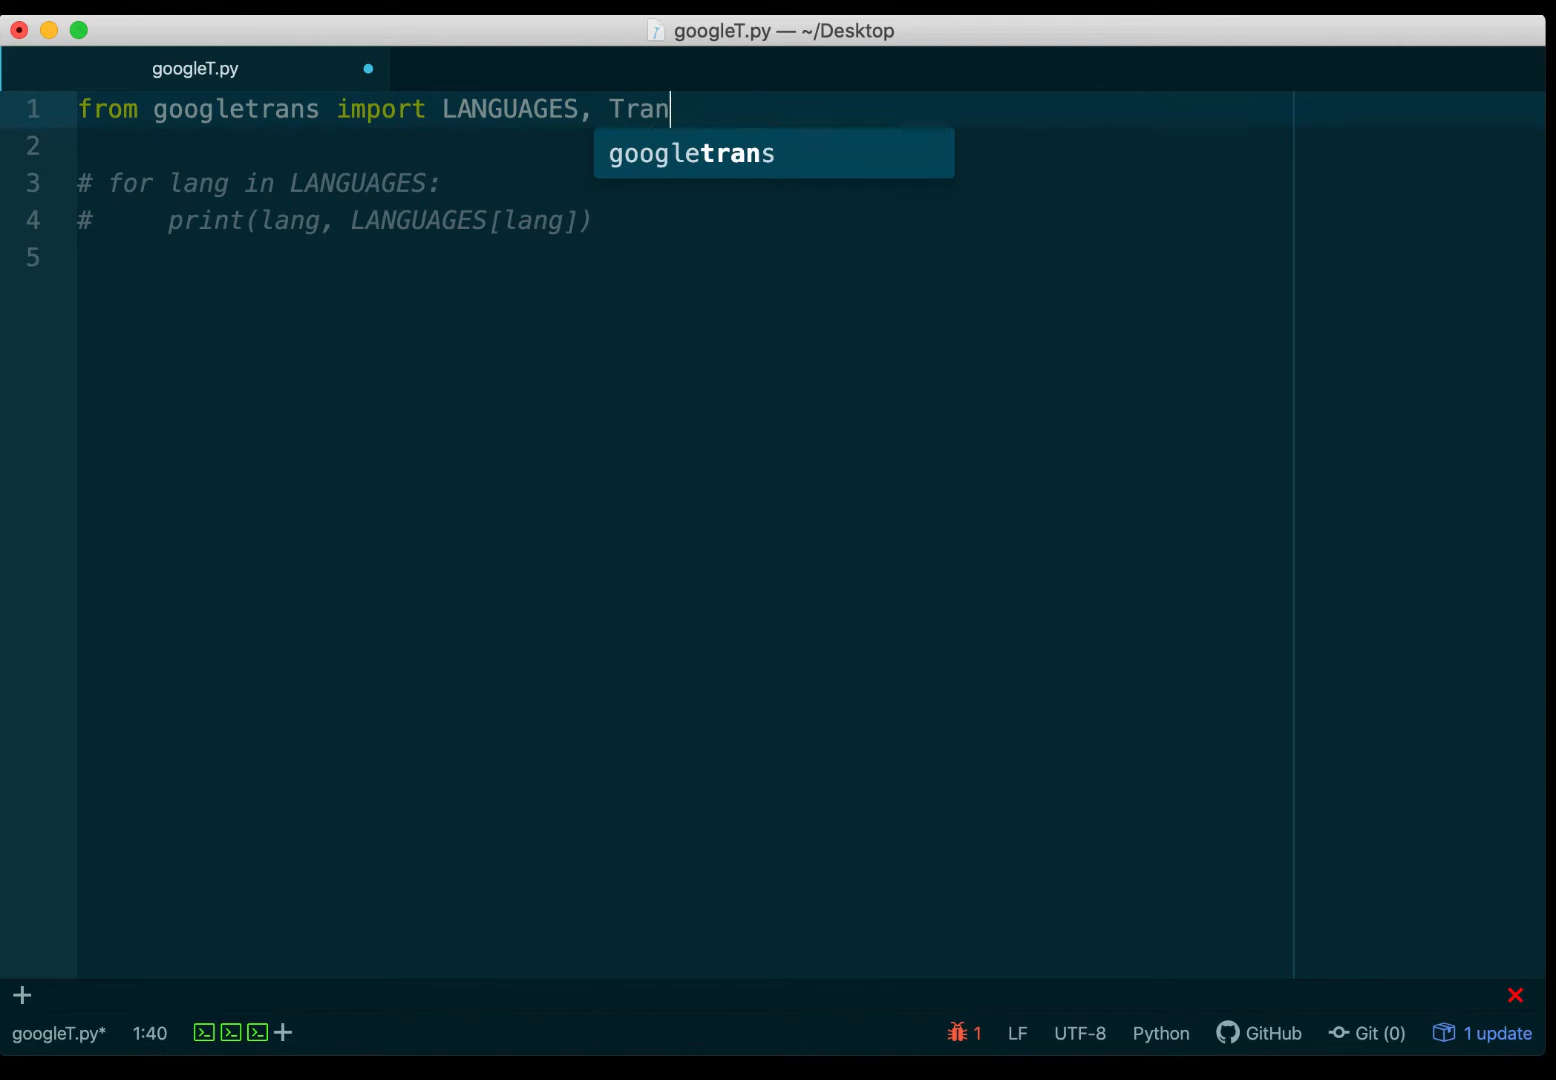 googleT.py — ~/Desktop
googleT.py
1 from googletrans import LANGUAGES, Tran
googletrans
2
3 # for lang in LANGUAGES:
4 #     print(lang, LANGUAGES[lang])
5
googleT.py* 1:40 1 LF UTF-8 Python GitHub Git (0) 1 update